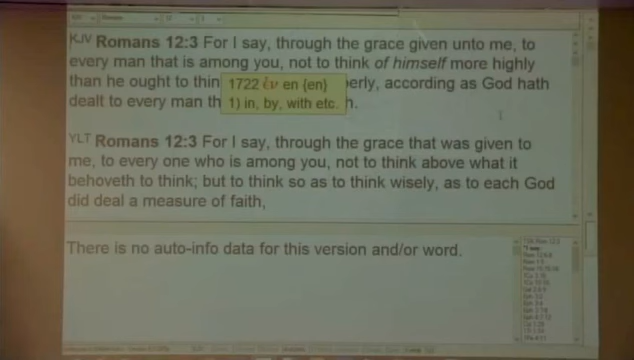 KJV Romans 12:3 For I say, through the grace given unto me, to
every man that is among you, not to think of himself more highly
than he ought to thin
1722 ἐν en {en}
1) in, by, with etc.
erly, according as God hath
dealt to every man th
h.
YLT Romans 12:3 For I say, through the grace that was given to
me, to every one who is among you, not to think above what it
behoveth to think; but to think so as to think wisely, as to each God
did deal a measure of faith,
There is no auto-info data for this version and/or word.